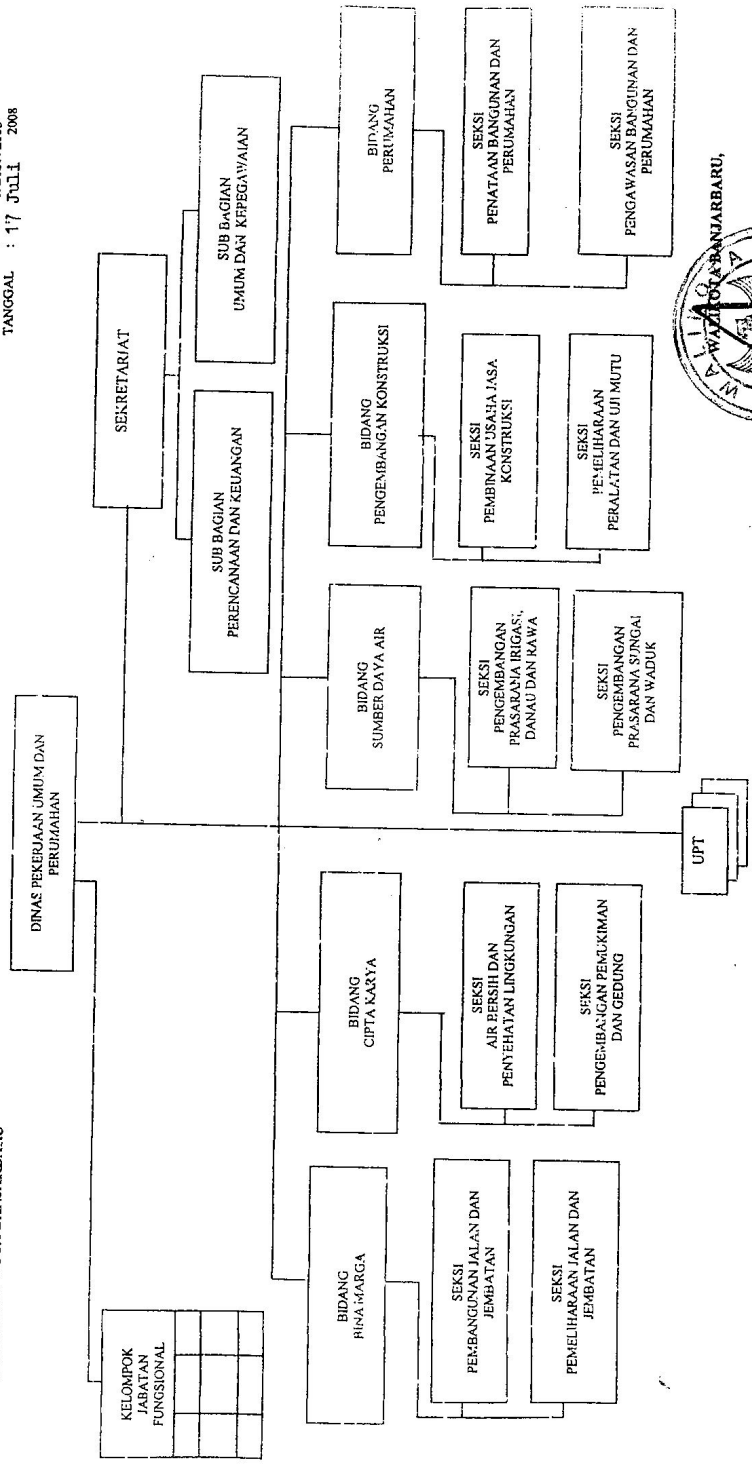 TANGGAL : 17 Juli 2008
DINAS PEKERJAAN UMUM DAN
PERUMAHAN
KELOMPOK
JABATAN
FUNGSIONAL
SEKRETARIAT
SUB BAGIAN
PERENCANAAN DAN KEUANGAN
SUB BAGIAN
UMUM DAN KEPEGAWAIAN
BIDANG
BINA MARGA
BIDANG
CIPTA KARYA
BIDANG
SUMBER DAYA AIR
BIDANG
PENGEMBANGAN KONSTRUKSI
BIDANG
PERUMAHAN
SEKSI
PEMBANGUNAN JALAN DAN
JEMBATAN
SEKSI
AIR BERSIH DAN
PENYEHATAN LINGKUNGAN
SEKSI
PENGEMBANGAN
PRASARANA IRIGASI,
DANAU DAN RAWA
SEKSI
PEMBINAAN USAHA JASA
KONSTRUKSI
SEKSI
PENATAAN BANGUNAN DAN
PERUMAHAN
SEKSI
PEMELIHARAAN JALAN DAN
JEMBATAN
SEKSI
PENGEMBANGAN PEMUKIMAN
DAN GEDUNG
SEKSI
PENGEMBANGAN
PRASARANA SUNGAI
DAN WADUK
SEKSI
PEMELIHARAAN
PERALATAN DAN UJI MUTU
SEKSI
PENGAWASAN BANGUNAN DAN
PERUMAHAN
UPT
WALIKOTA BANJARBARU,